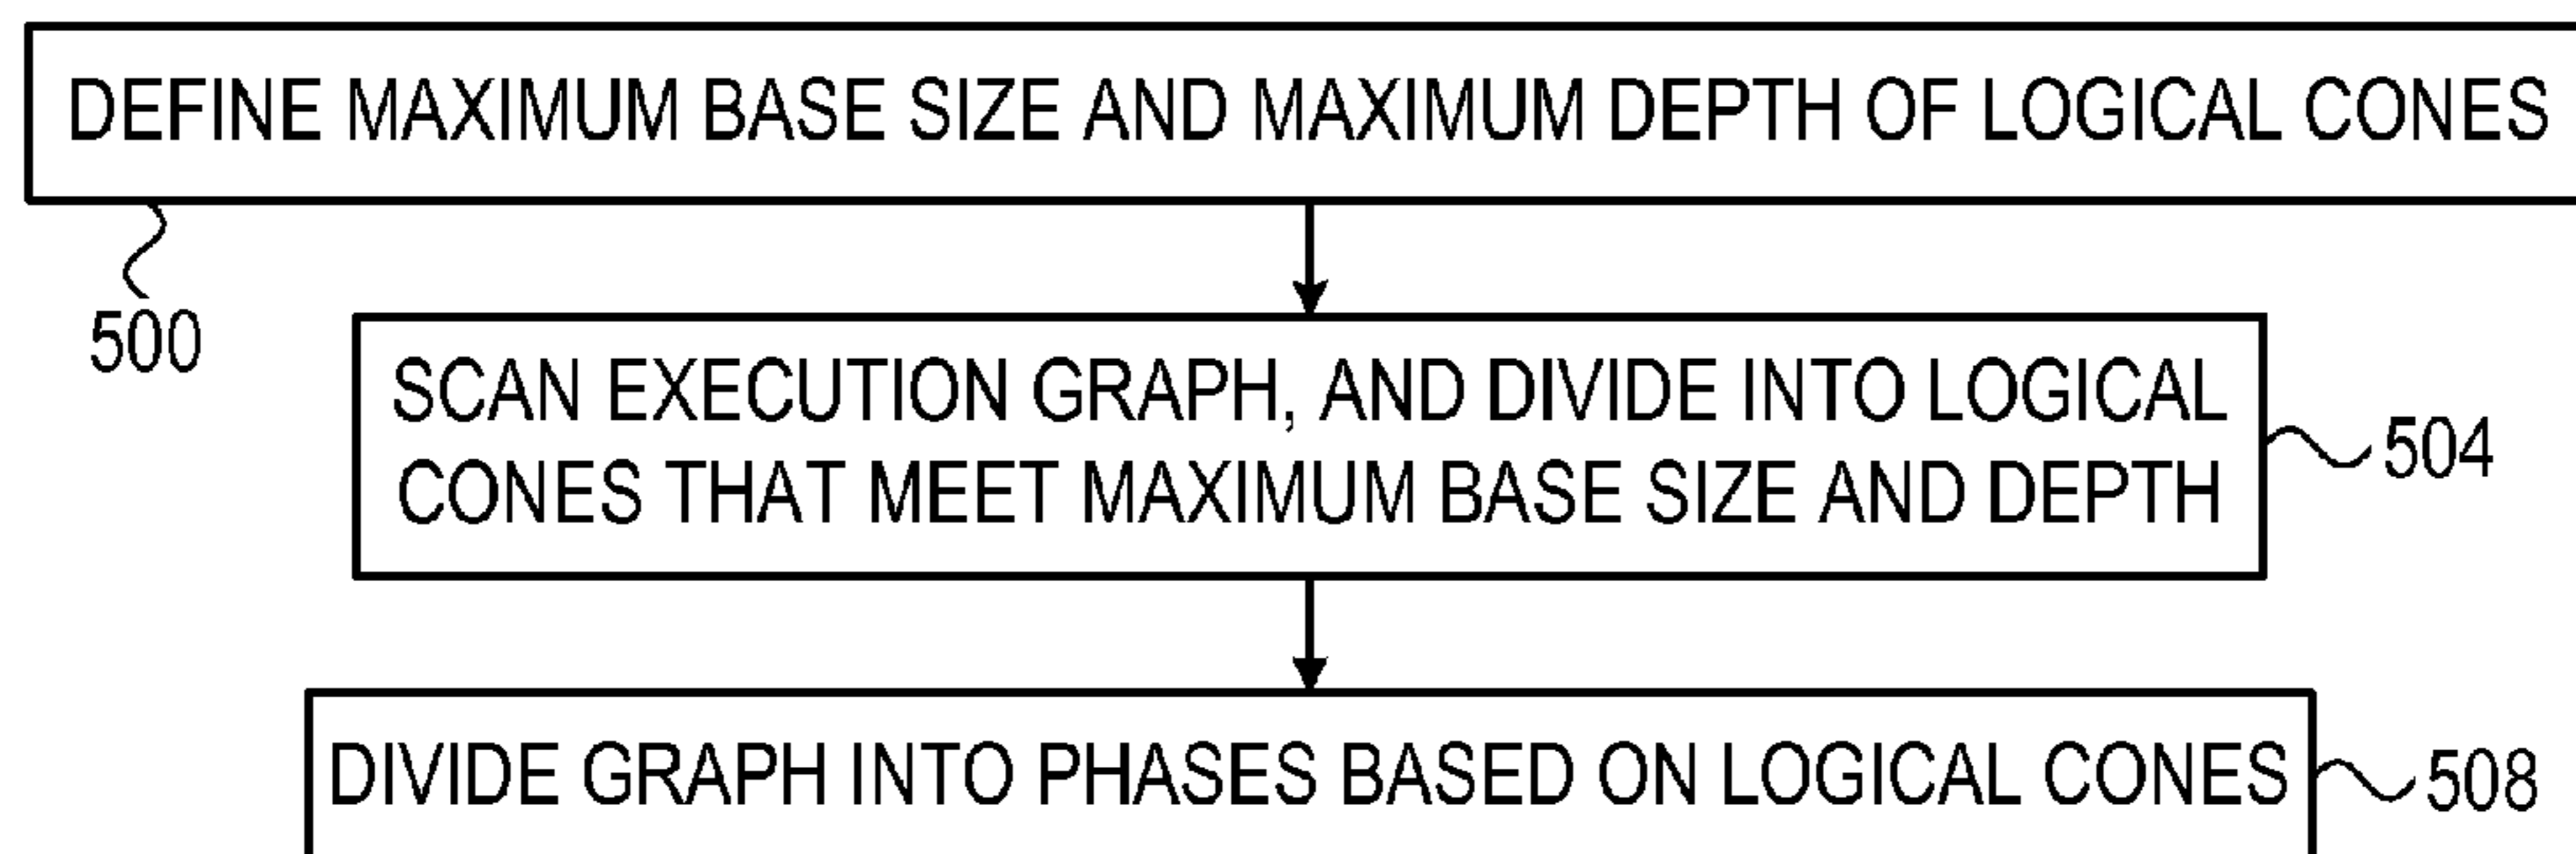 DEFINE MAXIMUM BASE SIZE AND MAXIMUM DEPTH OF LOGICAL CONES
500
SCAN EXECUTION GRAPH, AND DIVIDE INTO LOGICAL
CONES THAT MEET MAXIMUM BASE SIZE AND DEPTH
504
DIVIDE GRAPH INTO PHASES BASED ON LOGICAL CONES
508